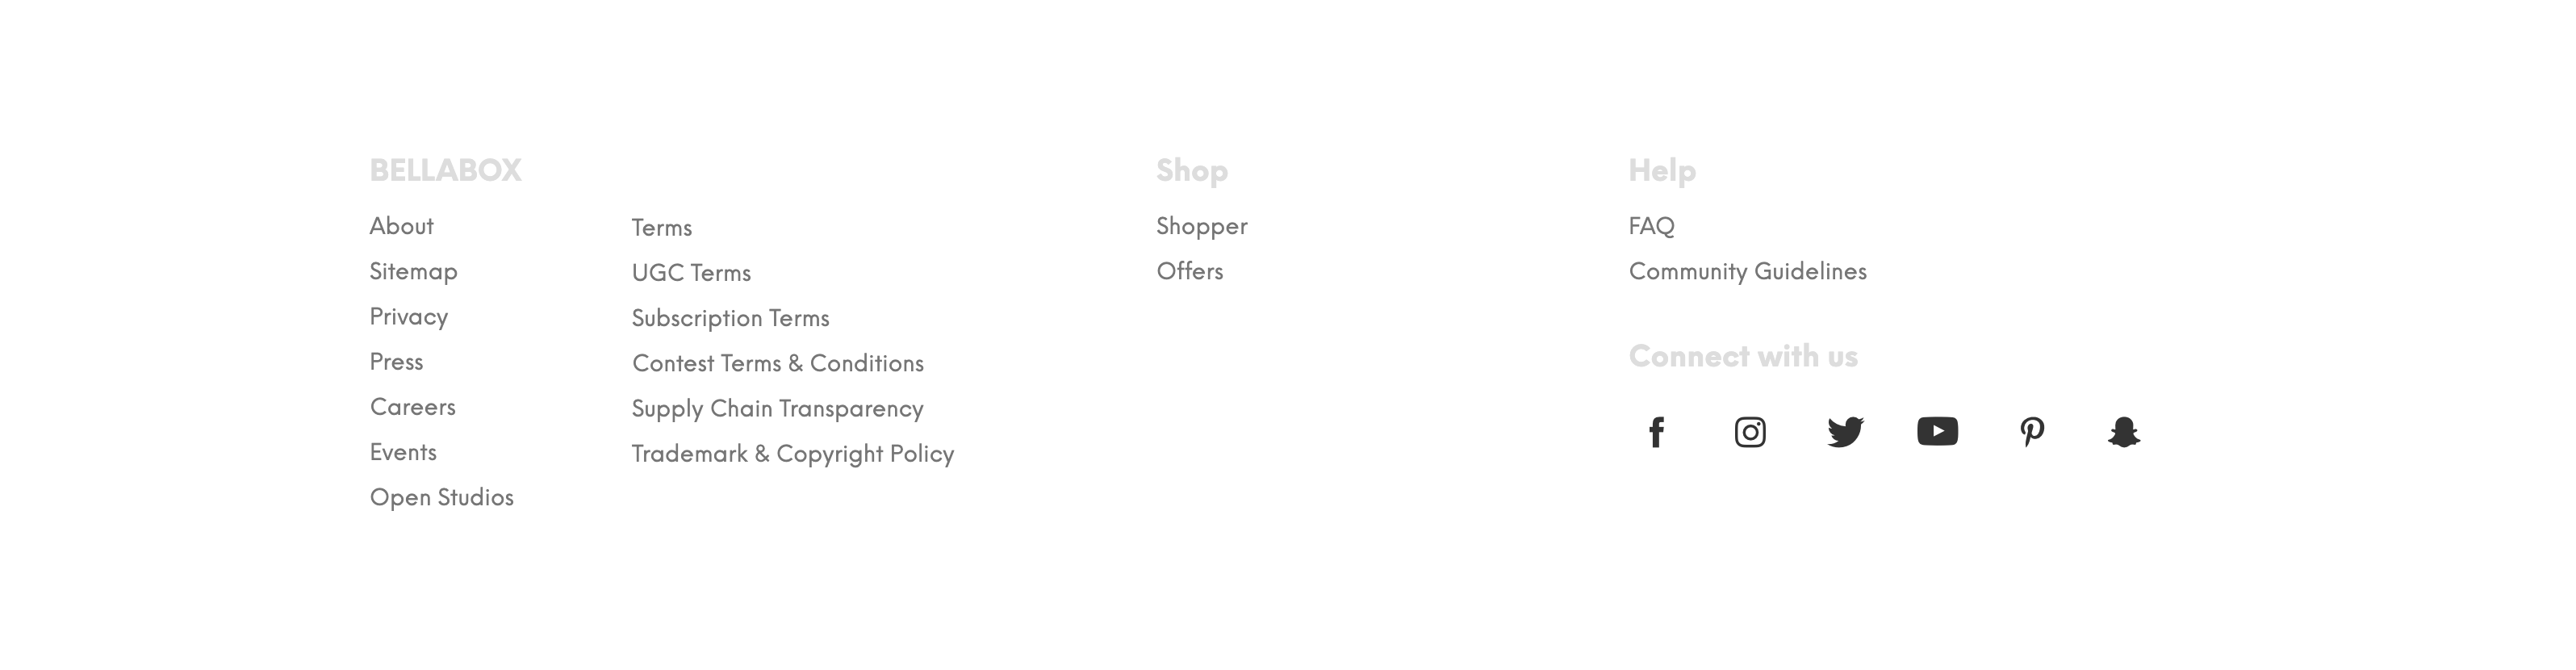 BELLABOX
About
Sitemap
Privacy
Press
Careers
Events
Open Studios
Terms
UGC Terms
Subscription Terms
Contest Terms & Conditions
Supply Chain Transparency
Trademark & Copyright Policy
Shop
Shopper
Offers
Help
FAQ
Community Guidelines
Connect with us